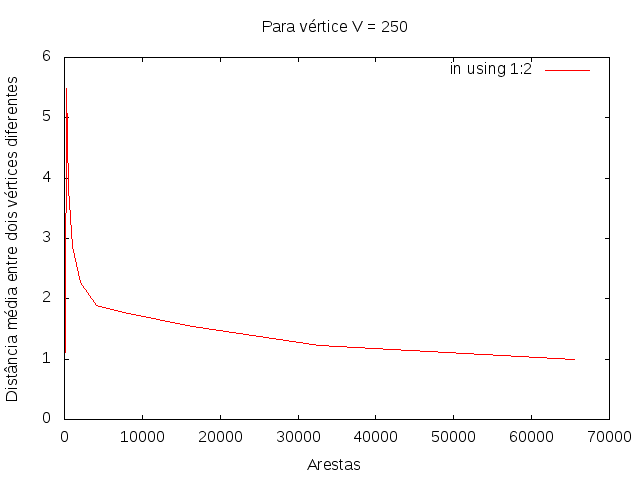 Para vértice V = 250
in using 1:2
Distância média entre dois vértices diferentes
6
5
4
3
2
1
0
0 10000 20000 30000 40000 50000 60000 70000
Arestas